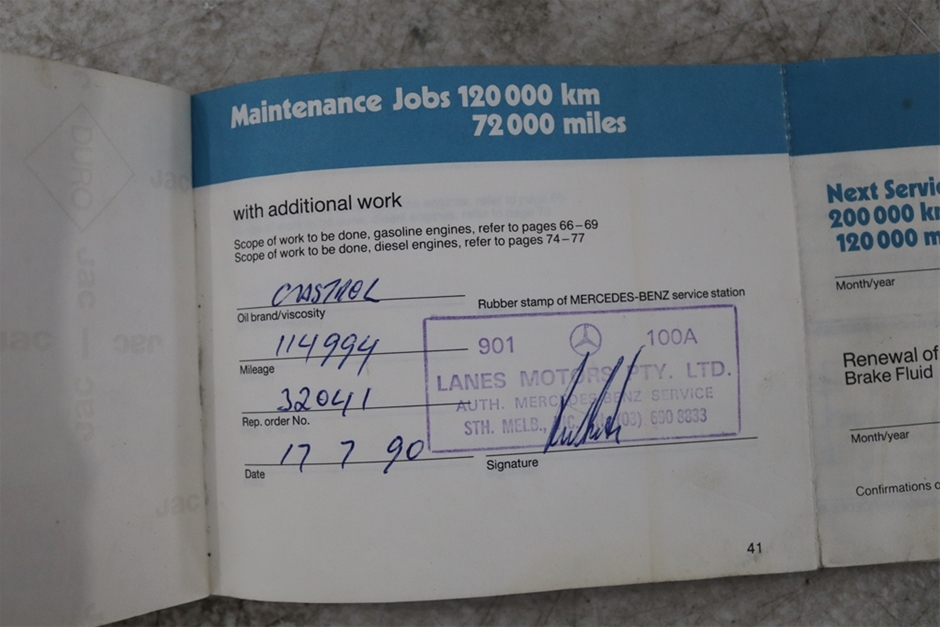 Maintenance Jobs 120 000 km
72 000 miles
with additional work
Scope of work to be done, gasoline engines, refer to pages 66–69
Scope of work to be done, diesel engines, refer to pages 74–77
CASTROL
Oil brand/viscosity
Rubber stamp of MERCEDES-BENZ service station
114994
Mileage
32041
Rep. order No.
17 7 90
Date
901 100A
LANES MOTORS PTY. LTD.
AUTH. MERCEDES-BENZ SERVICE
STH. MELB., (03) 690 8833
Signature
41
Next Servic
200 000 k
120 000 m
Month/year
Renewal of
Brake Fluid
Month/year
Confirmations o